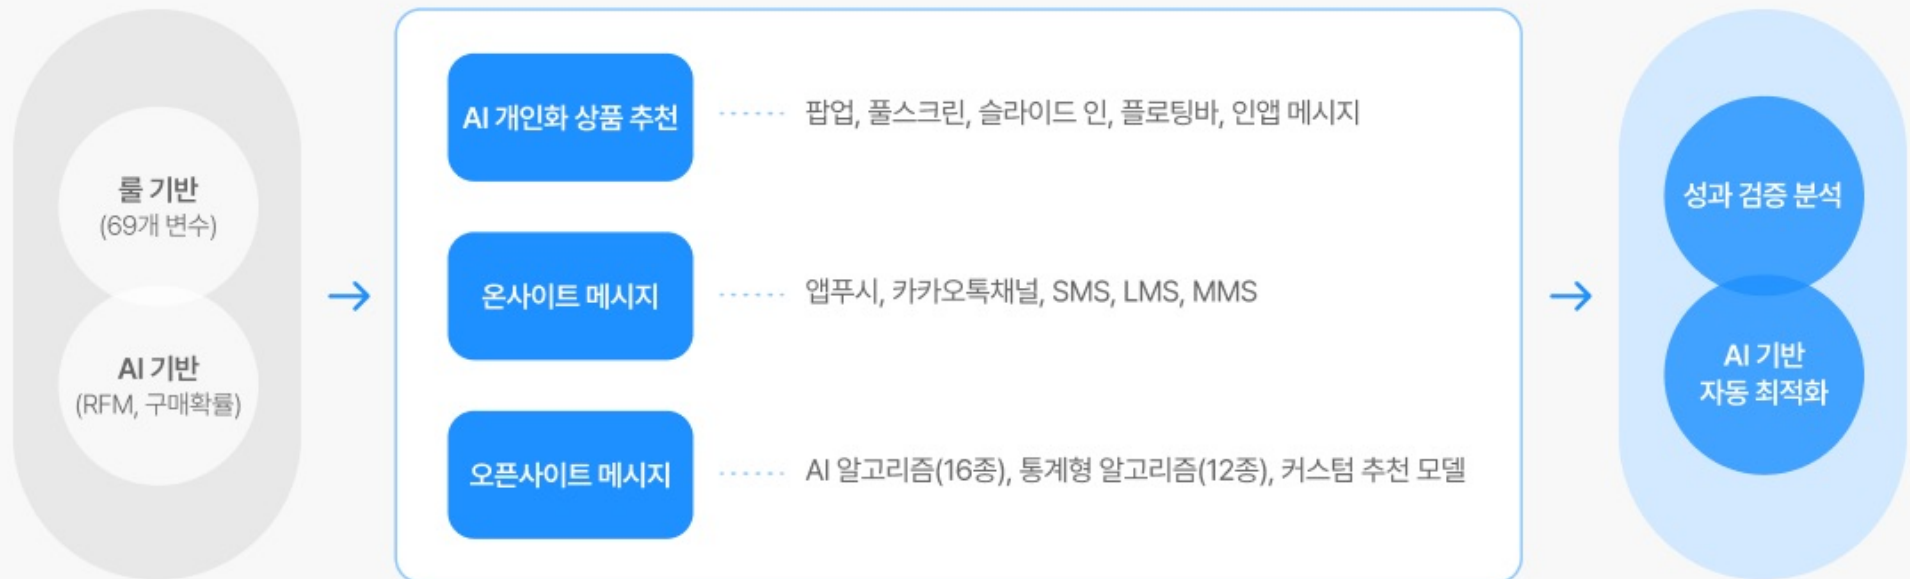 룰 기반
(69개 변수)
AI 기반
(RFM, 구매확률)
AI 개인화 상품 추천
팝업, 풀스크린, 슬라이드 인, 플로팅바, 인앱 메시지
온사이트 메시지
앱푸시, 카카오톡채널, SMS, LMS, MMS
오픈사이트 메시지
AI 알고리즘(16종), 통계형 알고리즘(12종), 커스텀 추천 모델
성과 검증 분석
AI 기반
자동 최적화